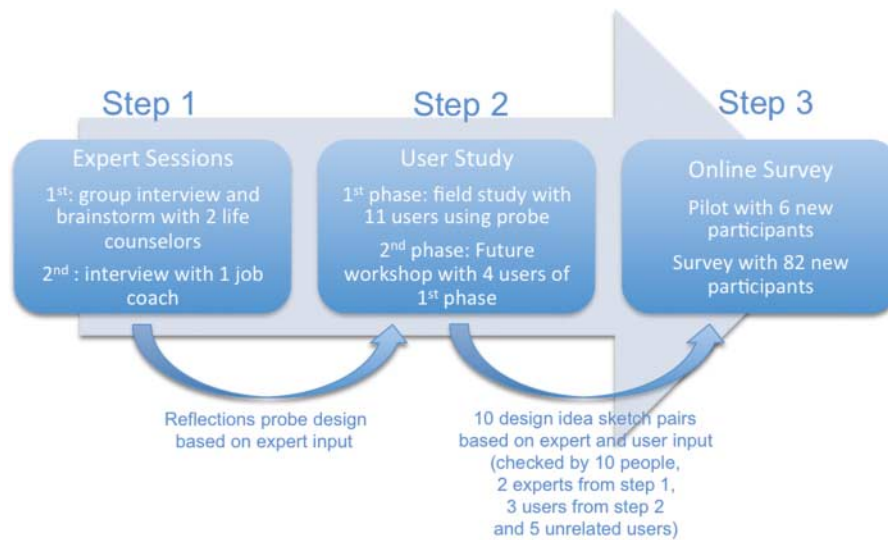 Step 1
Expert Sessions
1st: group interview and
brainstorm with 2 life
counselors
2nd : interview with 1 job
coach
Step 2
User Study
1st phase: field study with
11 users using probe
2nd phase: Future
workshop with 4 users of
1st phase
Step 3
Online Survey
Pilot with 6 new
participants
Survey with 82 new
participants
Reflections probe design
based on expert input
10 design idea sketch pairs
based on expert and user input
(checked by 10 people,
2 experts from step 1,
3 users from step 2
and 5 unrelated users)